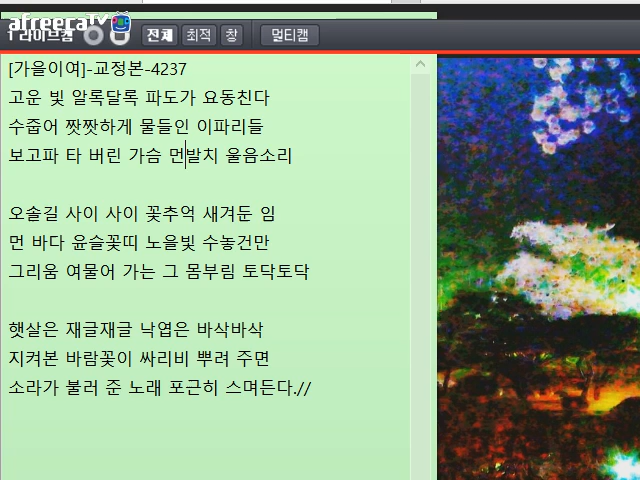 afreecaTV
라이브캠
전체 최적 창 멀티캠
[가을이여]-교정본-4237
고운 빛 알록달록 파도가 요동친다
수줍어 짯짯하게 물들인 이파리들
보고파 타 버린 가슴 먼발치 울음소리
오솔길 사이 사이 꽃추억 새겨둔 임
먼 바다 윤슬꽃띠 노을빛 수놓건만
그리움 여물어 가는 그 몸부림 토닥토닥
햇살은 재글재글 낙엽은 바삭바삭
지켜본 바람꽃이 싸리비 뿌려 주면
소라가 불러 준 노래 포근히 스며든다.//